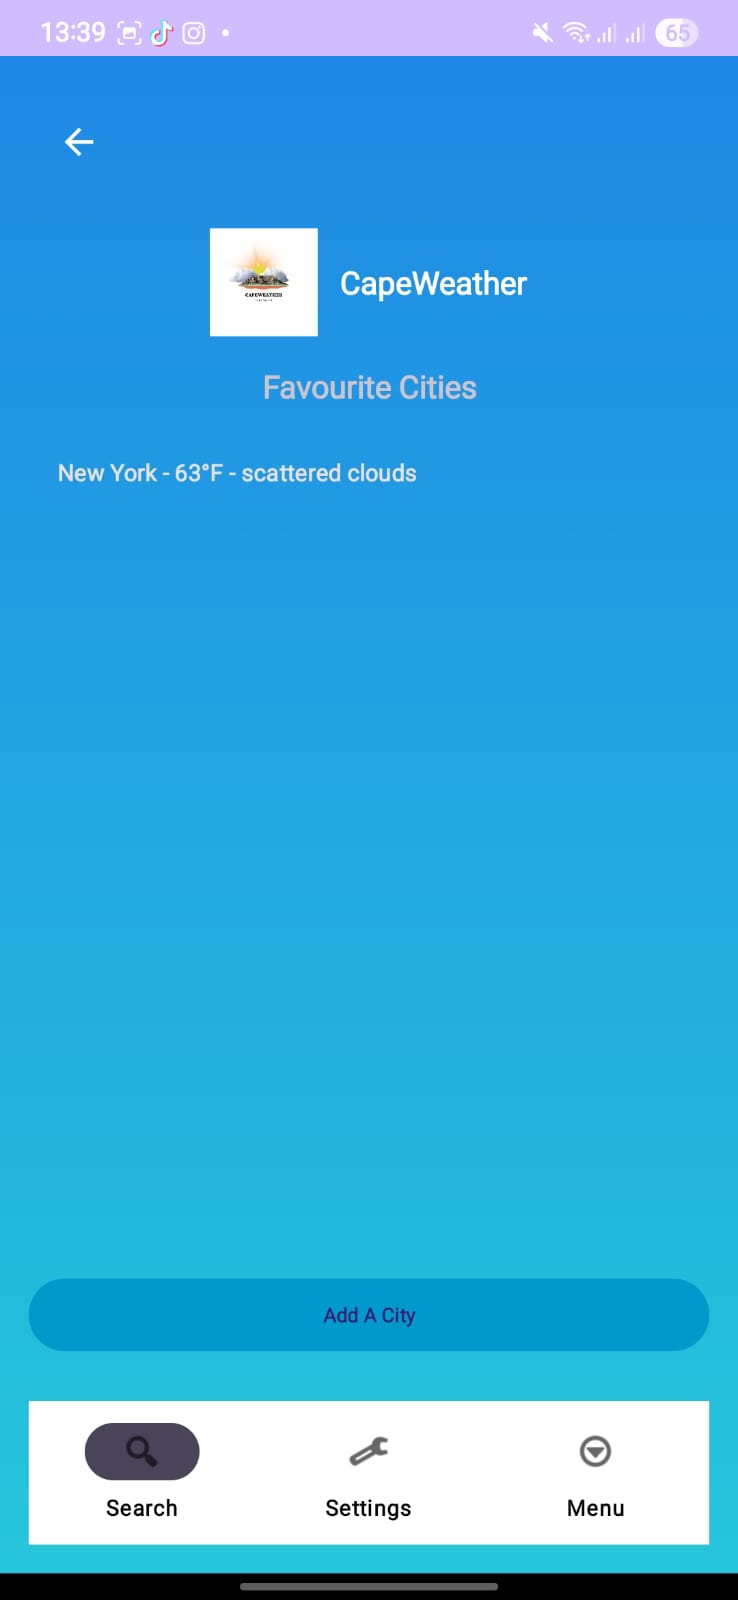 13:39
65
CapeWeather
CAPEWEATHER
Favourite Cities
New York - 63°F - scattered clouds
Add A City
Search
Settings
Menu